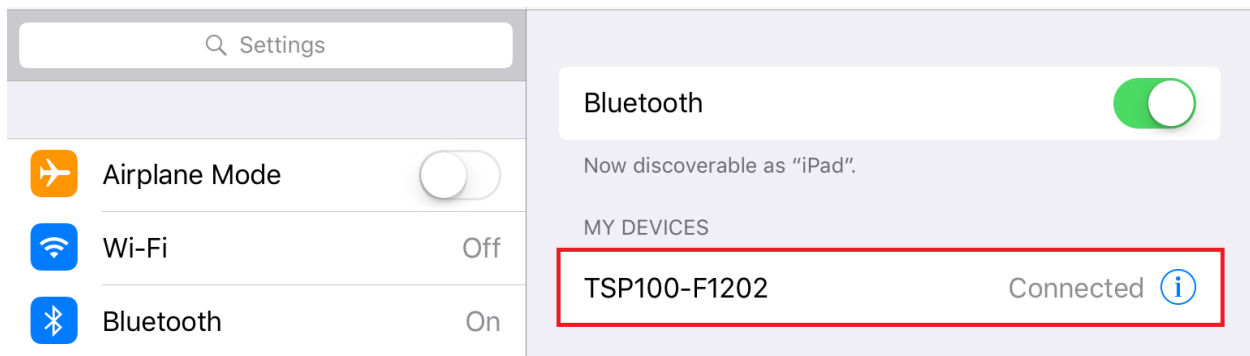 Settings
Airplane Mode
Wi-Fi Off
Bluetooth On
Bluetooth
Now discoverable as “iPad”.
MY DEVICES
TSP100-F1202 Connected